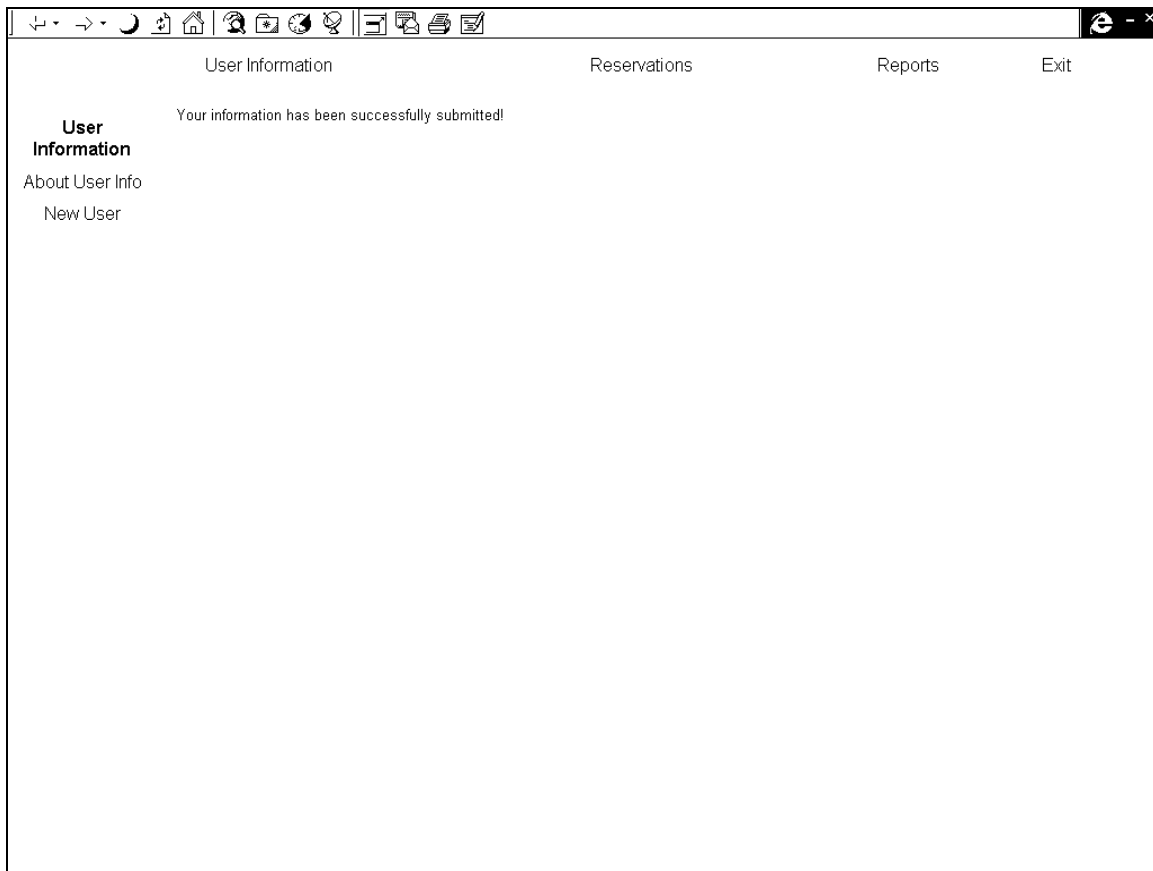 User Information Reservations Reports Exit
User
Information
About User Info
New User
Your information has been successfully submitted!